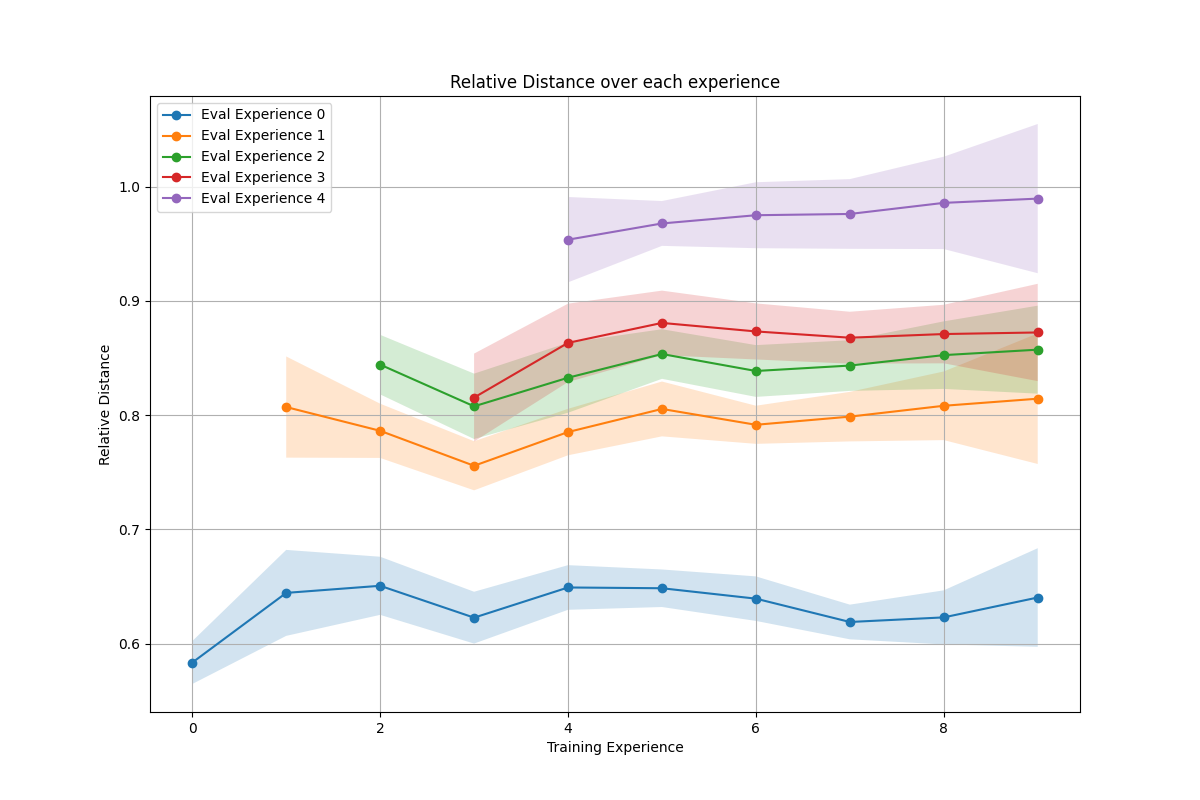 Relative Distance over each experience
Eval Experience 0
Eval Experience 1
Eval Experience 2
Eval Experience 3
Eval Experience 4
Relative Distance
1.0
0.9
0.8
0.7
0.6
0 2 4 6 8
Training Experience